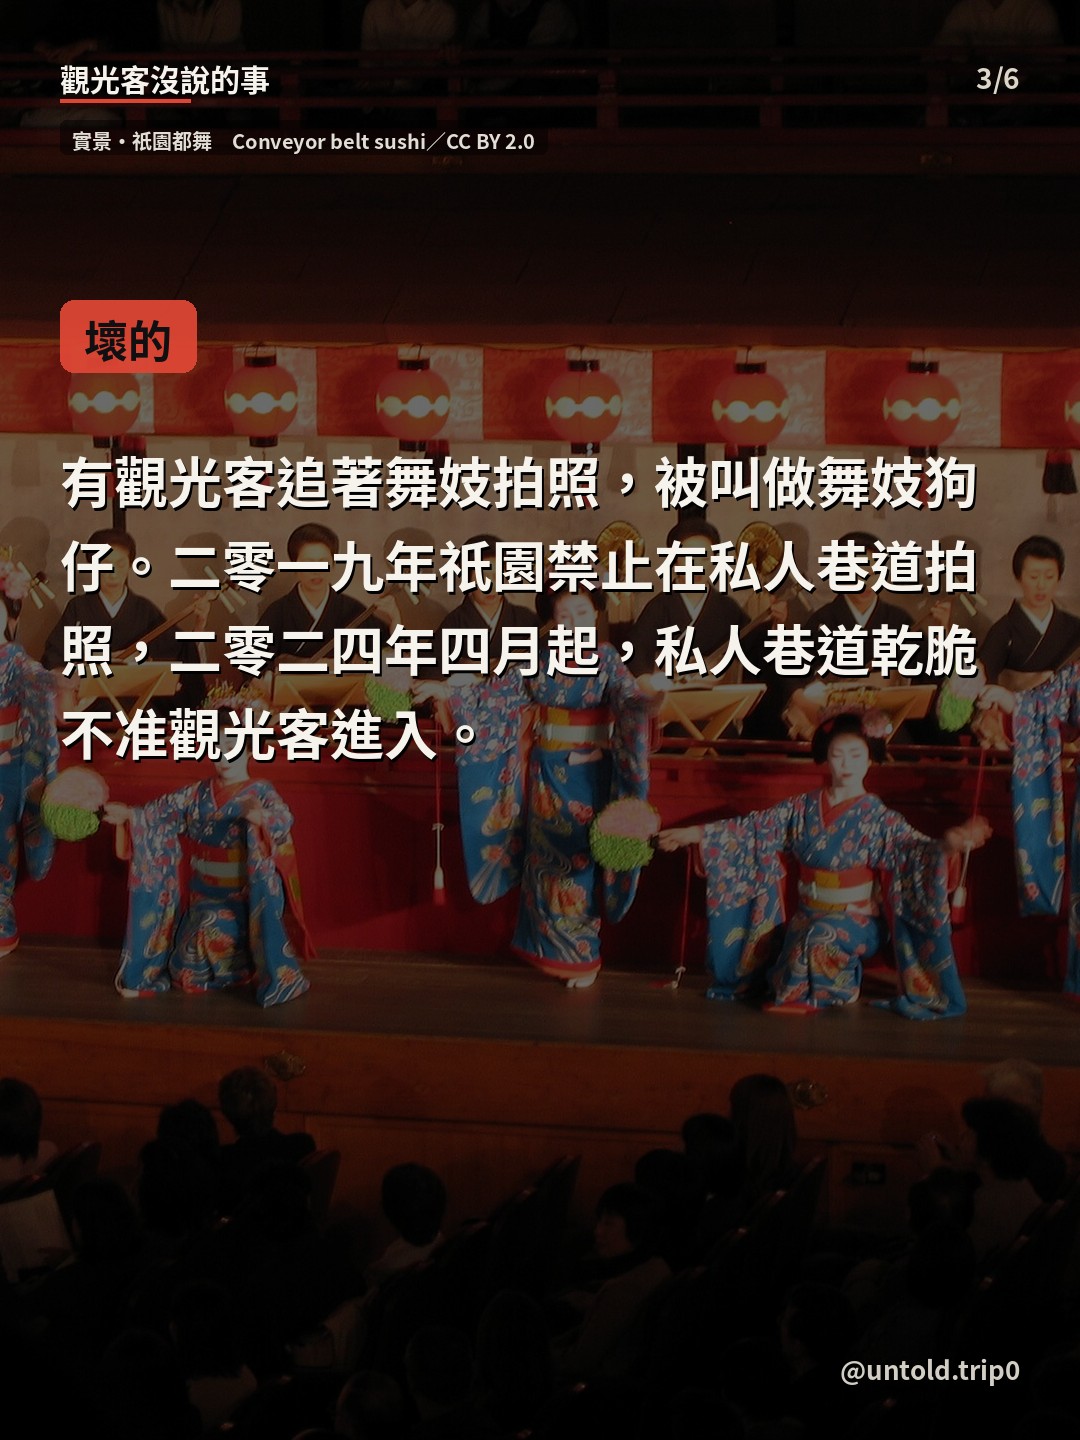 觀光客沒說的事
3/6
實景・祇園都舞 Conveyor belt sushi／CC BY 2.0
壞的
有觀光客追著舞妓拍照，被叫做舞妓狗
仔。二零一九年祇園禁止在私人巷道拍
照，二零二四年四月起，私人巷道乾脆
不准觀光客進入。
@untold.trip0